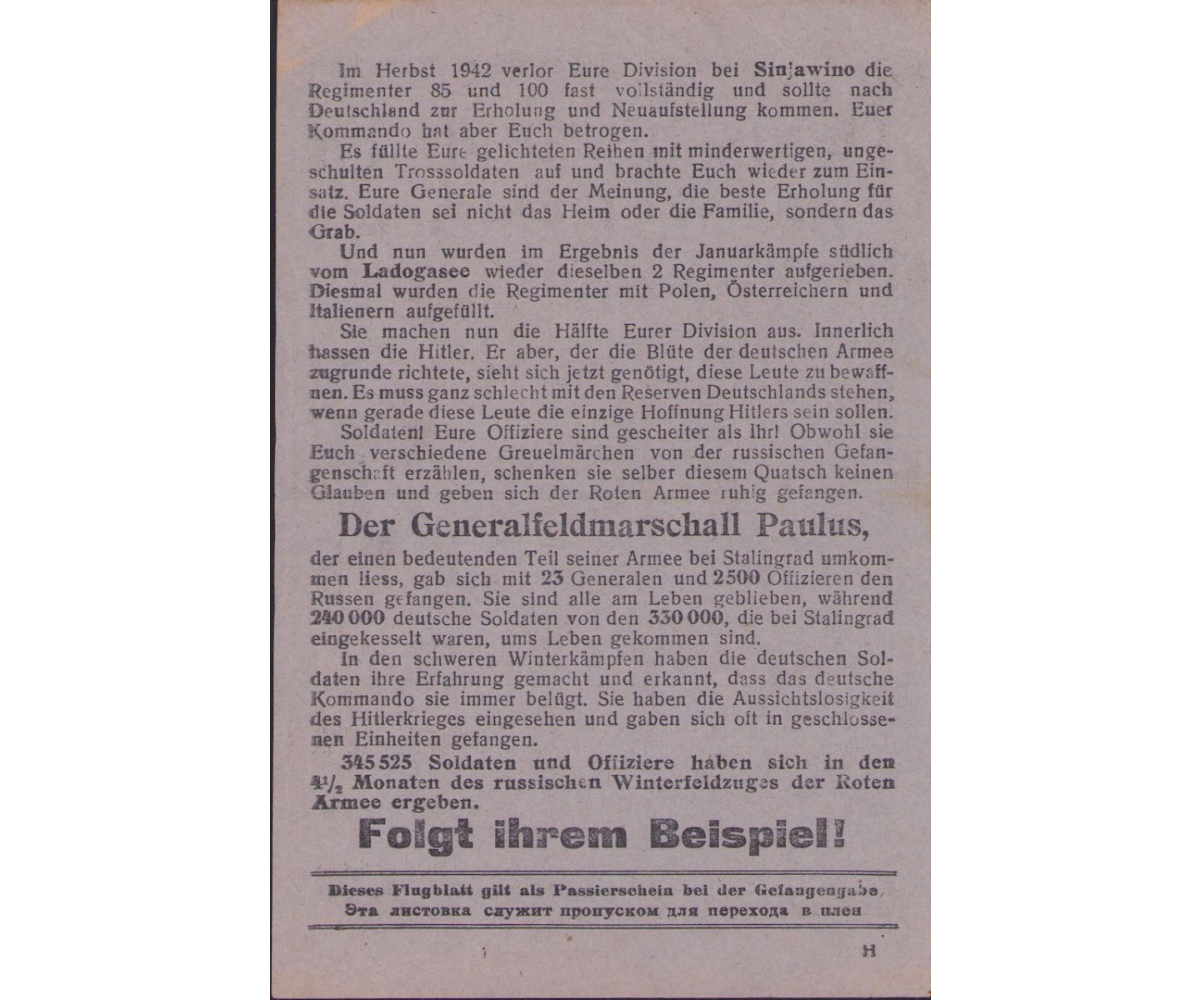 Im Herbst 1942 verlor Eure Division bei Sinjawino die
Regimenter 85 und 100 fast vollständig und sollte nach
Deutschland zur Erholung und Neuaufstellung kommen. Euer
Kommando hat aber Euch betrogen.
Es füllte Eure gelichteten Reihen mit minderwertigen, unge-
schulten Trosssoldaten auf und brachte Euch wieder zum Ein-
satz. Eure Generale sind der Meinung, die beste Erholung für
die Soldaten sei nicht das Heim oder die Familie, sondern das
Grab.
Und nun wurden im Ergebnis der Januarkämpfe südlich
vom Ladogasee wieder dieselben 2 Regimenter aufgerieben.
Diesmal wurden die Regimenter mit Polen, Österreichern und
Italienern aufgefüllt.
Sie machen nun die Hälfte Eurer Division aus. Innerlich
hassen die Hitler. Er aber, der die Blüte der deutschen Armee
zugrunde richtete, sieht sich jetzt genötigt, diese Leute zu bewaff-
nen. Es muss ganz schlecht mit den Reserven Deutschlands stehen,
wenn gerade diese Leute die einzige Hoffnung Hitlers sein sollen.
Soldaten! Eure Offiziere sind gescheiter als Ihr! Obwohl sie
Euch verschiedene Greuelmärchen von der russischen Gefan-
genschaft erzählen, schenken sie selber diesem Quatsch keinen
Glauben und geben sich der Roten Armee ruhig gefangen.
Der Generalfeldmarschall Paulus,
der einen bedeutenden Teil seiner Armee bei Stalingrad umkom-
men liess, gab sich mit 23 Generalen und 2500 Offizieren den
Russen gefangen. Sie sind alle am Leben geblieben, während
240 000 deutsche Soldaten von den 330 000, die bei Stalingrad
eingekesselt waren, ums Leben gekommen sind.
In den schweren Winterkämpfen haben die deutschen Sol-
daten ihre Erfahrung gemacht und erkannt, dass das deutsche
Kommando sie immer belügt. Sie haben die Aussichtslosigkeit
des Hitlerkrieges eingesehen und gaben sich oft in geschlosse-
nen Einheiten gefangen.
345 525 Soldaten und Offiziere haben sich in den
4½ Monaten des russischen Winterfeldzuges der Roten
Armee ergeben.
Folgt ihrem Beispiel!
Dieses Flugblatt gilt als Passierschein bei der Gefangengabe.
Эта листовка служит пропуском для перехода в плен
Н